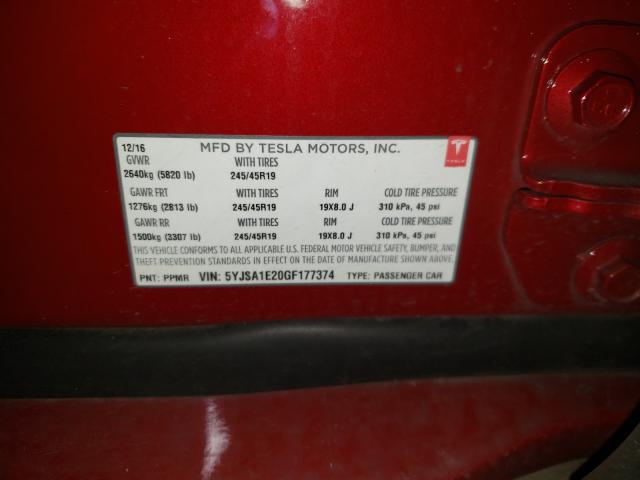 12/16 MFD BY TESLA MOTORS, INC.
GVWR WITH TIRES
2640kg (5820 lb) 245/45R19
GAWR FRT WITH TIRES RIM COLD TIRE PRESSURE
1276kg (2813 lb) 245/45R19 19X8.0 J 310 kPa, 45 psi
GAWR RR WITH TIRES RIM COLD TIRE PRESSURE
1500kg (3307 lb) 245/45R19 19X8.0 J 310 kPa, 45 psi
THIS VEHICLE CONFORMS TO ALL APPLICABLE U.S. FEDERAL MOTOR VEHICLE SAFETY, BUMPER, AND
THEFT-PREVENTION STANDARDS IN EFFECT ON THE DATE OF MANUFACTURE SHOWN ABOVE.
PNT: PPMR VIN: 5YJSA1E20GF177374 TYPE: PASSENGER CAR
TESLA